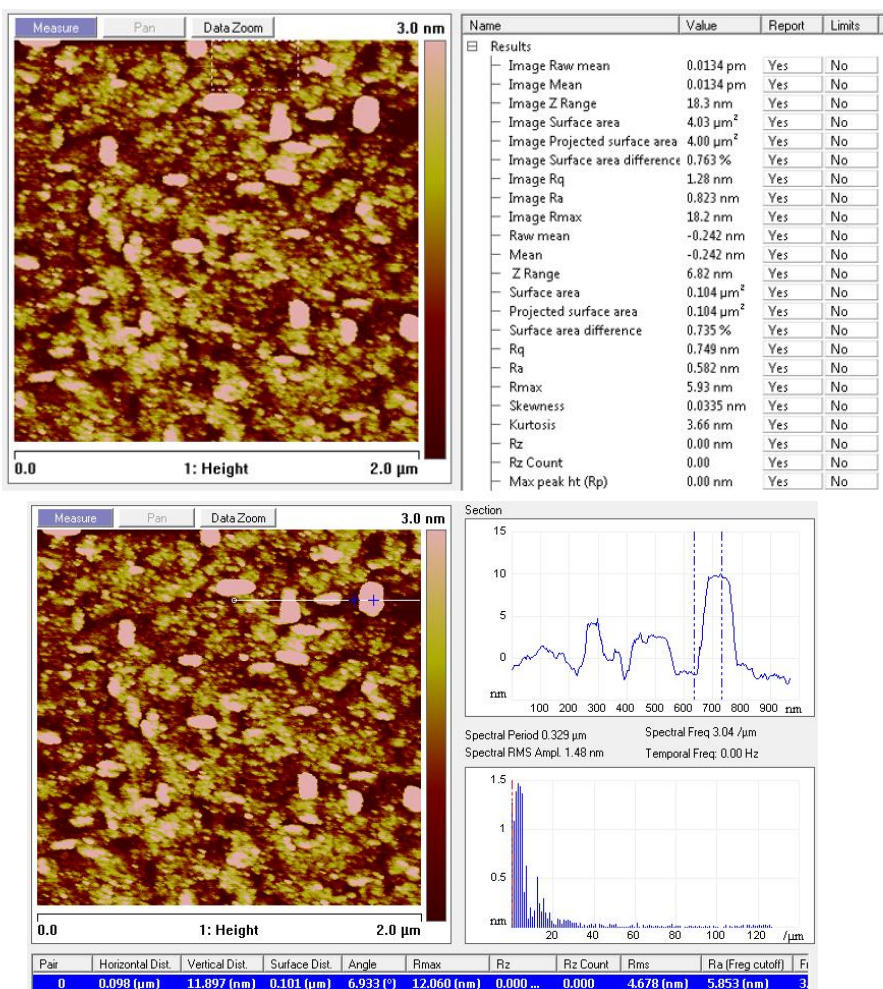 Measure Pan Data Zoom 3.0 nm
0.0 1: Height 2.0 µm
Name Value Report Limits
Results
Image Raw mean 0.0134 pm Yes No
Image Mean 0.0134 pm Yes No
Image Z Range 18.3 nm Yes No
Image Surface area 4.03 µm² Yes No
Image Projected surface area 4.00 µm² Yes No
Image Surface area difference 0.763 % Yes No
Image Rq 1.28 nm Yes No
Image Ra 0.823 nm Yes No
Image Rmax 18.2 nm Yes No
Raw mean -0.242 nm Yes No
Mean -0.242 nm Yes No
Z Range 6.82 nm Yes No
Surface area 0.104 µm² Yes No
Projected surface area 0.104 µm² Yes No
Surface area difference 0.735 % Yes No
Rq 0.749 nm Yes No
Ra 0.582 nm Yes No
Rmax 5.93 nm Yes No
Skewness 0.0335 nm Yes No
Kurtosis 3.66 nm Yes No
Rz 0.00 nm Yes No
Rz Count 0.00 Yes No
Max peak ht (Rp) 0.00 nm Yes No
Measure Pan Data Zoom 3.0 nm
0.0 1: Height 2.0 µm
Section
15
10
5
0
nm
100 200 300 400 500 600 700 800 900 nm
Spectral Period 0.329 µm Spectral Freq 3.04 /µm
Spectral RMS Ampl. 1.48 nm Temporal Freq: 0.00 Hz
1.5
1
0.5
nm
20 40 60 80 100 120 /µm
Pair Horizontal Dist. Vertical Dist. Surface Dist. Angle Rmax Rz Rz Count Rms Ra (Freg cutoff)
0 0.098 (µm) 11.897 (nm) 0.101 (µm) 6.933 (°) 12.060 (nm) 0.000 ... 0.000 4.678 (nm) 5.853 (nm)